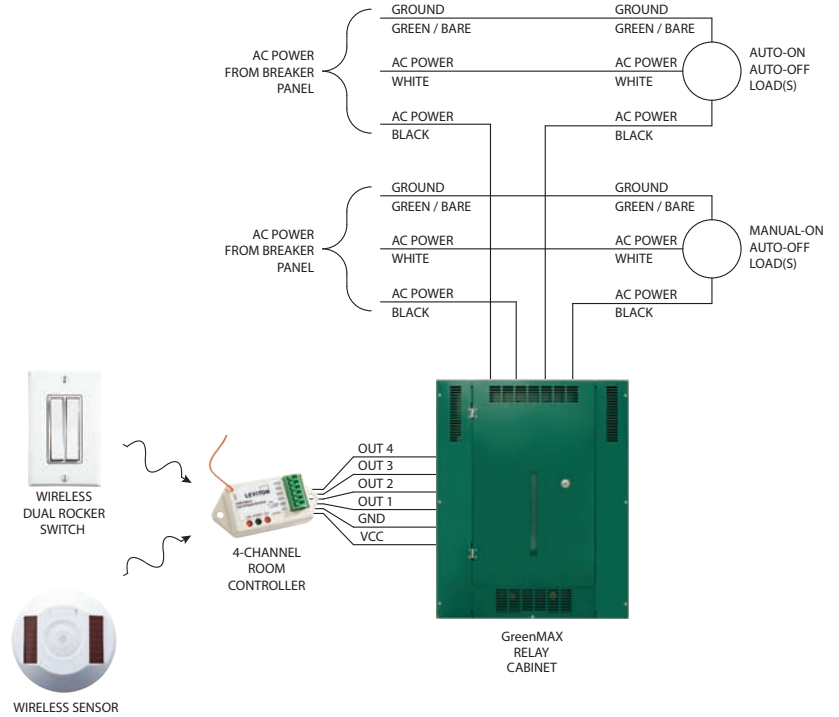 GROUND
GREEN / BARE
GROUND
GREEN / BARE
AC POWER
FROM BREAKER
PANEL
AC POWER
WHITE
AC POWER
WHITE
AUTO-ON
AUTO-OFF
LOAD(S)
AC POWER
BLACK
AC POWER
BLACK
GROUND
GREEN / BARE
GROUND
GREEN / BARE
AC POWER
FROM BREAKER
PANEL
AC POWER
WHITE
AC POWER
WHITE
MANUAL-ON
AUTO-OFF
LOAD(S)
AC POWER
BLACK
AC POWER
BLACK
WIRELESS
DUAL ROCKER
SWITCH
LEVITON
4-CHANNEL
ROOM
CONTROLLER
OUT 4
OUT 3
OUT 2
OUT 1
GND
VCC
GreenMAX
RELAY
CABINET
WIRELESS SENSOR